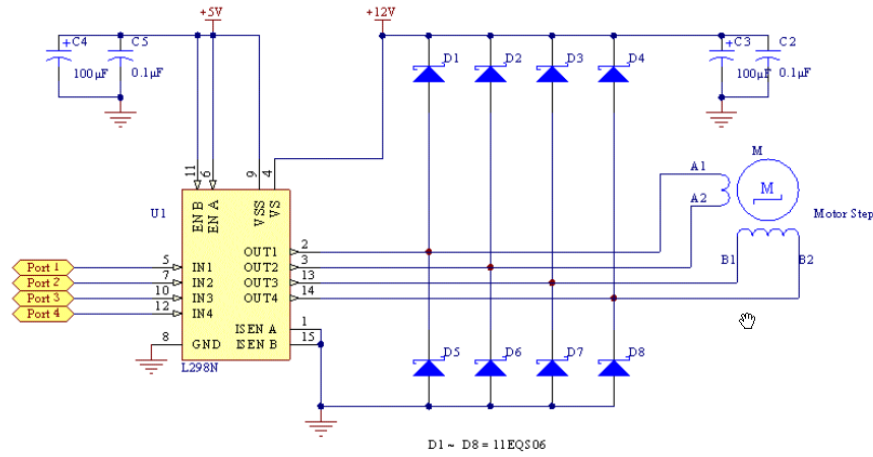 +5V
+12V
C4
100µF
C5
0.1µF
D1
D2
D3
D4
C3
100µF
C2
0.1µF
11
6
9
4
U1
EN B
EN A
VSS
VS
M
A1
A2
M
Motor Step
B1
B2
Port 1
5
IN1
OUT1
2
Port 2
7
IN2
OUT2
3
Port 3
10
IN3
OUT3
13
Port 4
12
IN4
OUT4
14
ISEN A
1
8
GND
ISEN B
15
L298N
D5
D6
D7
D8
D1 ~ D8 = 11EQS06